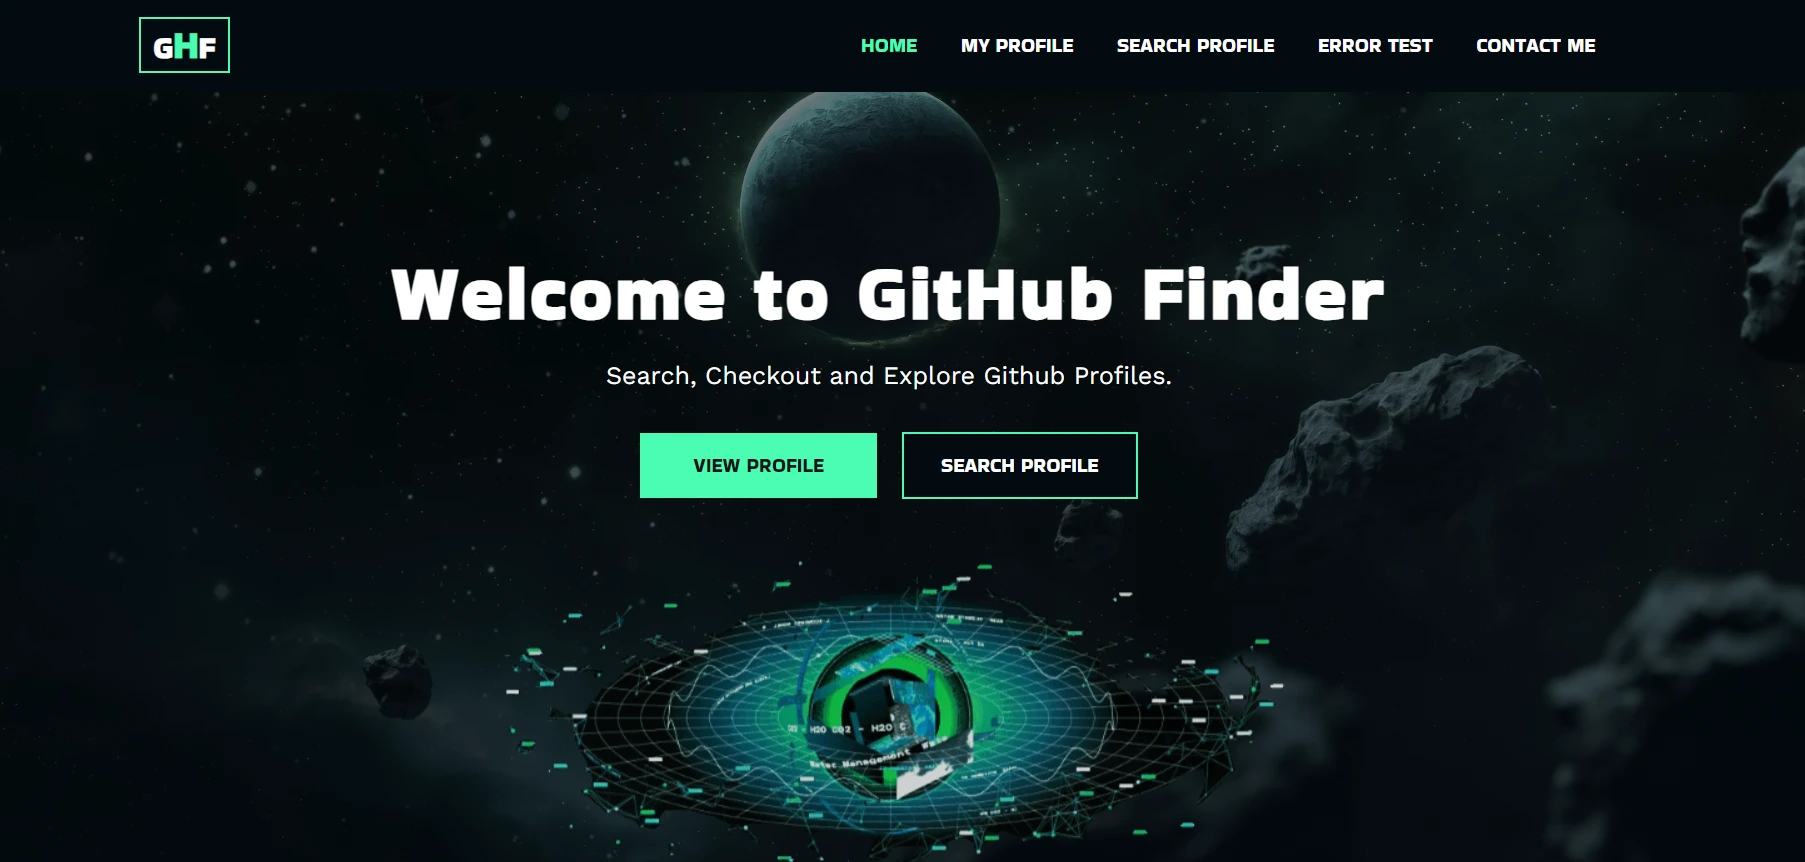 GHF
HOME MY PROFILE SEARCH PROFILE ERROR TEST CONTACT ME
Welcome to GitHub Finder
Search, Checkout and Explore Github Profiles.
VIEW PROFILE SEARCH PROFILE
H2O CO2 - H2O C
Water Management